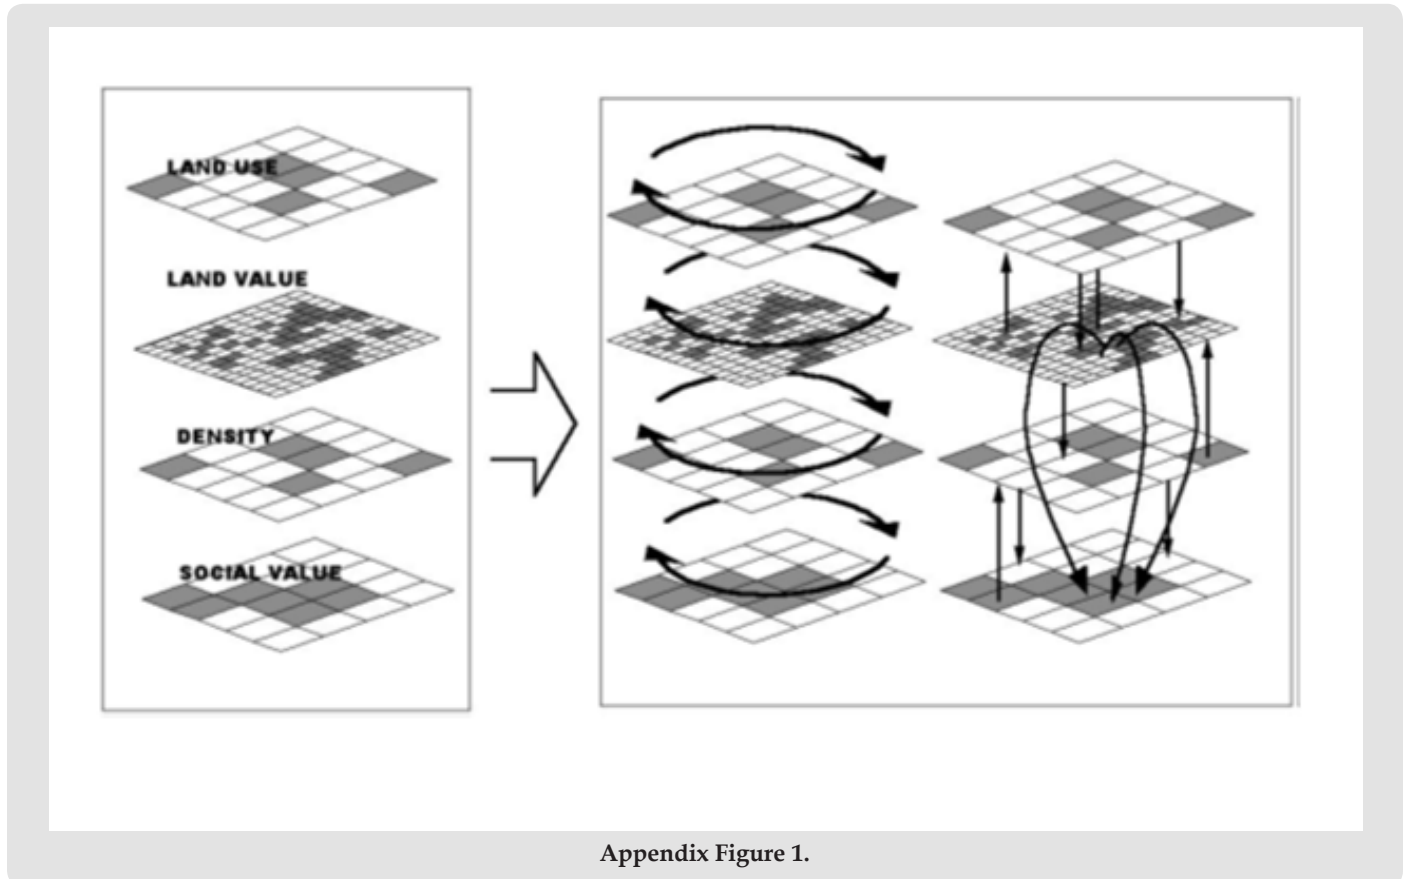 LAND USE
LAND VALUE
DENSITY
SOCIAL VALUE
Appendix Figure 1.